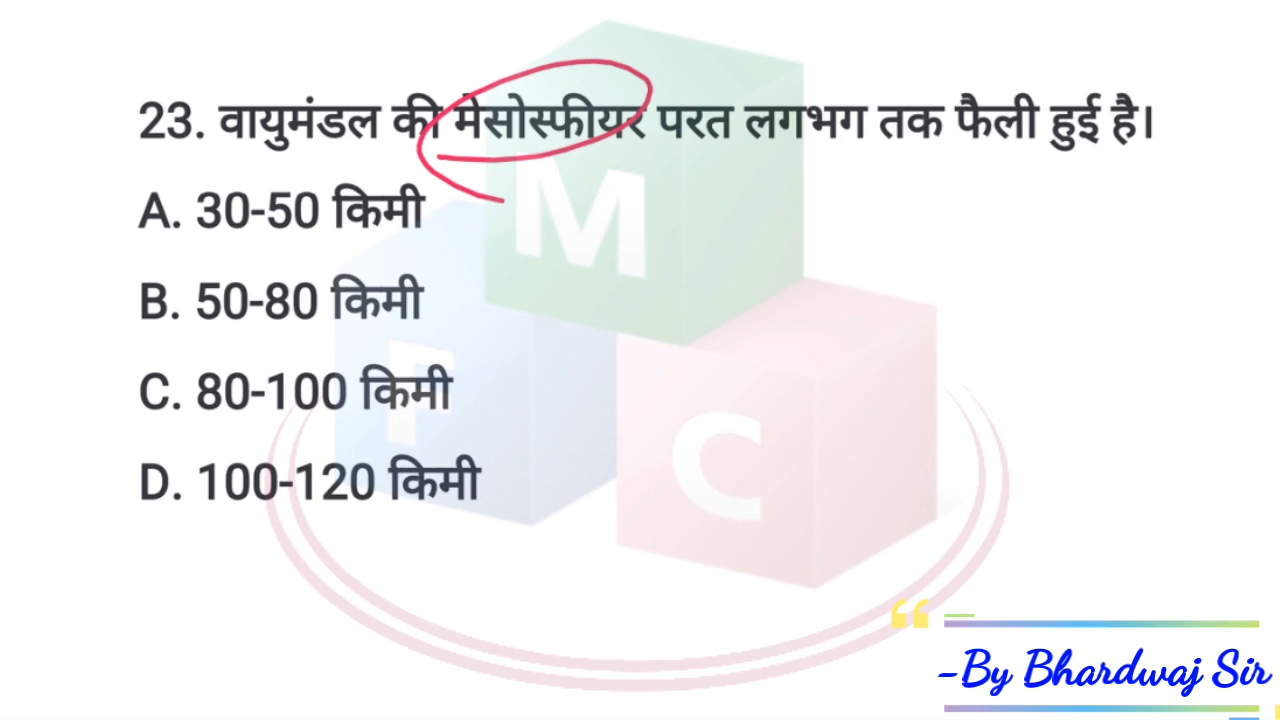 23. वायुमंडल की मेसोस्फीयर परत लगभग तक फैली हुई है।
A. 30-50 किमी
B. 50-80 किमी
C. 80-100 किमी
D. 100-120 किमी
M
F
C
-By Bhardwaj Sir